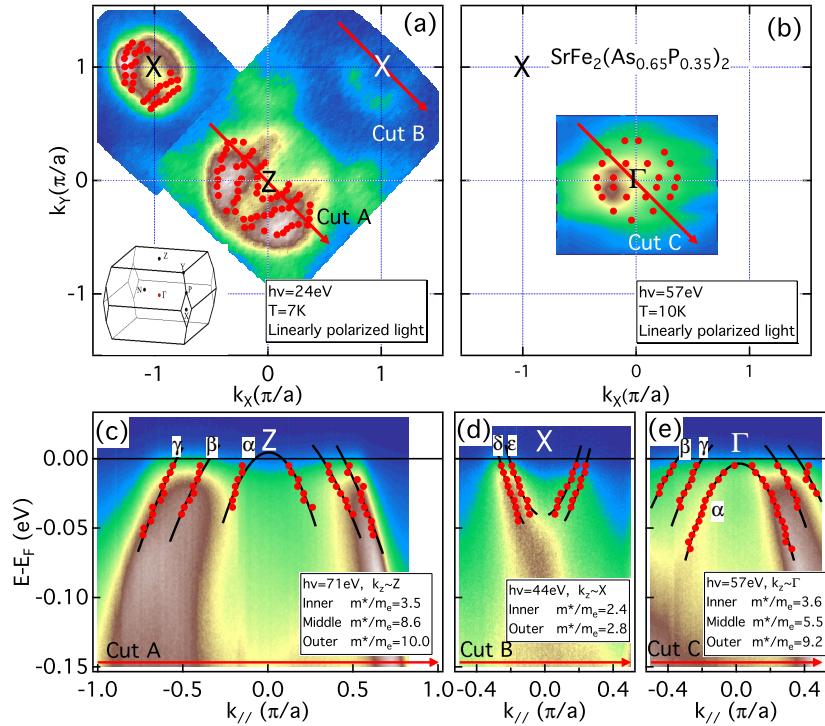 (a)
X
X
Cut B
Z
Cut A
1
0
-1
k_Y(π/a)
Z
Y
N
Γ
P
X
hν=24eV
T=7K
Linearly polarized light
-1
0
1
k_X(π/a)
(b)
X
SrFe₂(As₀.₆₅P₀.₃₅)₂
Γ
Cut C
hν=57eV
T=10K
Linearly polarized light
-1
0
1
k_X(π/a)
(c)
Z
γ
β
α
0.00
-0.05
-0.10
-0.15
E-E_F (eV)
hν=71eV, k_z~Z
Inner m*/m_e=3.5
Middle m*/m_e=8.6
Outer m*/m_e=10.0
Cut A
-1.0
-0.5
0.0
0.5
1.0
k_// (π/a)
(d)
X
δ
ε
hν=44eV, k_z~X
Inner m*/m_e=2.4
Outer m*/m_e=2.8
Cut B
-0.4
0.0
0.4
k_// (π/a)
(e)
Γ
β
γ
α
hν=57eV, k_z~Γ
Inner m*/m_e=3.6
Middle m*/m_e=5.5
Outer m*/m_e=9.2
Cut C
-0.4
0.0
0.4
k_// (π/a)